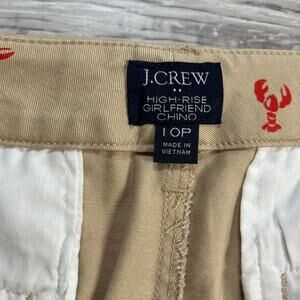 J.CREW
HIGH-RISE
GIRLFRIEND
CHINO
10P
MADE IN
VIETNAM